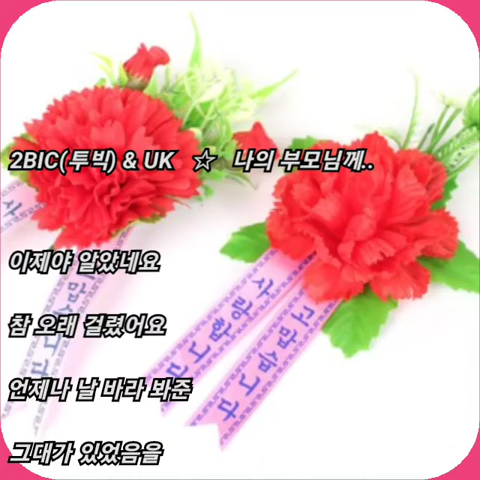 2BIC(투빅) & UK ☆ 나의 부모님께..
이제야 알았네요
참 오래 걸렸어요
언제나 날 바라 봐준
그대가 있었음을
사랑합니다
고맙습니다